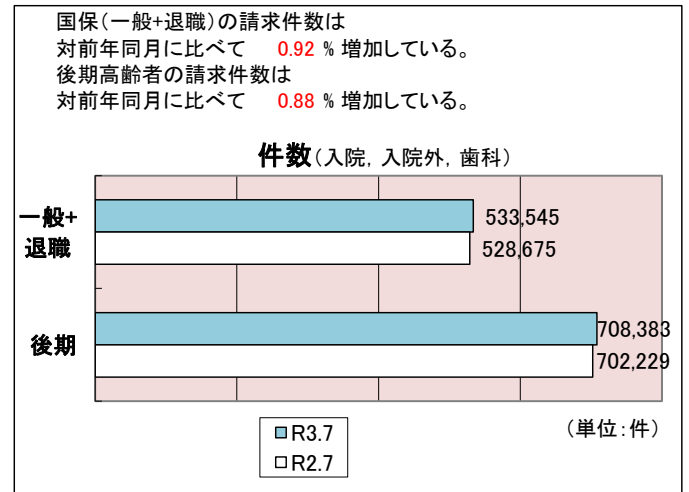 国保(一般+退職)の請求件数は
対前年同月に比べて 0.92 % 増加している。
後期高齢者の請求件数は
対前年同月に比べて 0.88 % 増加している。
件数(入院, 入院外, 歯科)
一般+
退職
533,545
528,675
後期
708,383
702,229
(単位:件)
R3.7
R2.7